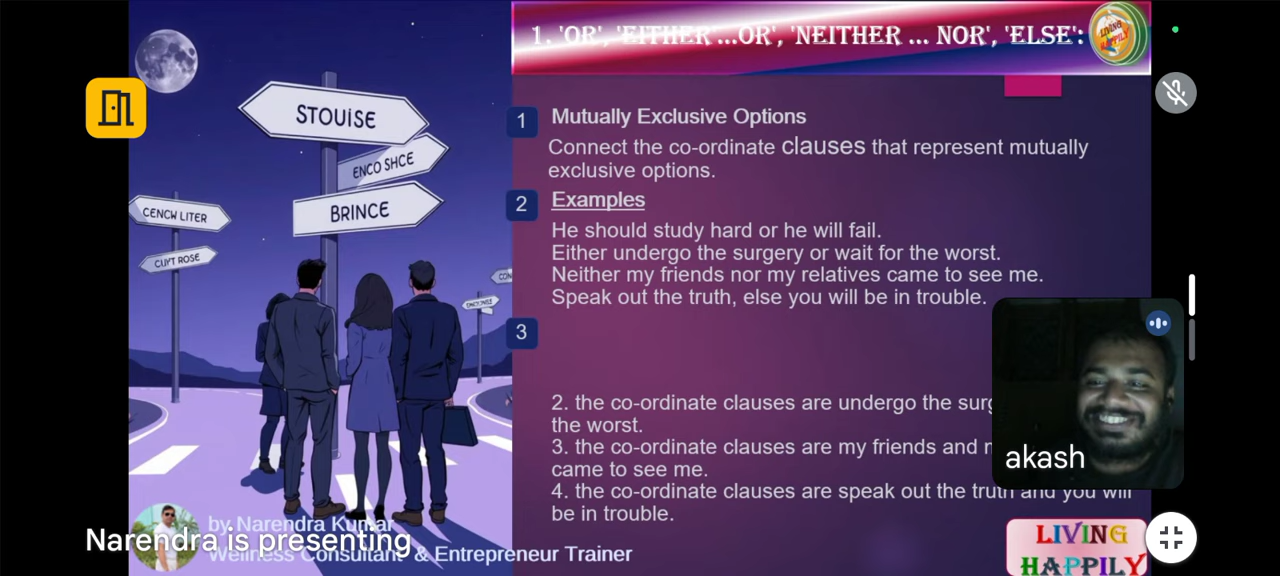 1. 'OR', 'EITHER ...OR', 'NEITHER ... NOR', 'ELSE':
LIVING
HAPPILY
STOUISE
ENCO SHCE
BRINCE
CENCW LITER
CUYT ROSE
1
Mutually Exclusive Options
Connect the co-ordinate clauses that represent mutually
exclusive options.
2
Examples
He should study hard or he will fail.
Either undergo the surgery or wait for the worst.
Neither my friends nor my relatives came to see me.
Speak out the truth, else you will be in trouble.
3
2. the co-ordinate clauses are undergo the
the worst.
3. the co-ordinate clauses are my friends and
came to see me.
4. the co-ordinate clauses are speak out the truth and you will
be in trouble.
akash
by Narendra Kumar
Narendra is presenting
Wellness Consultant & Entrepreneur Trainer
LIVING
HAPPILY